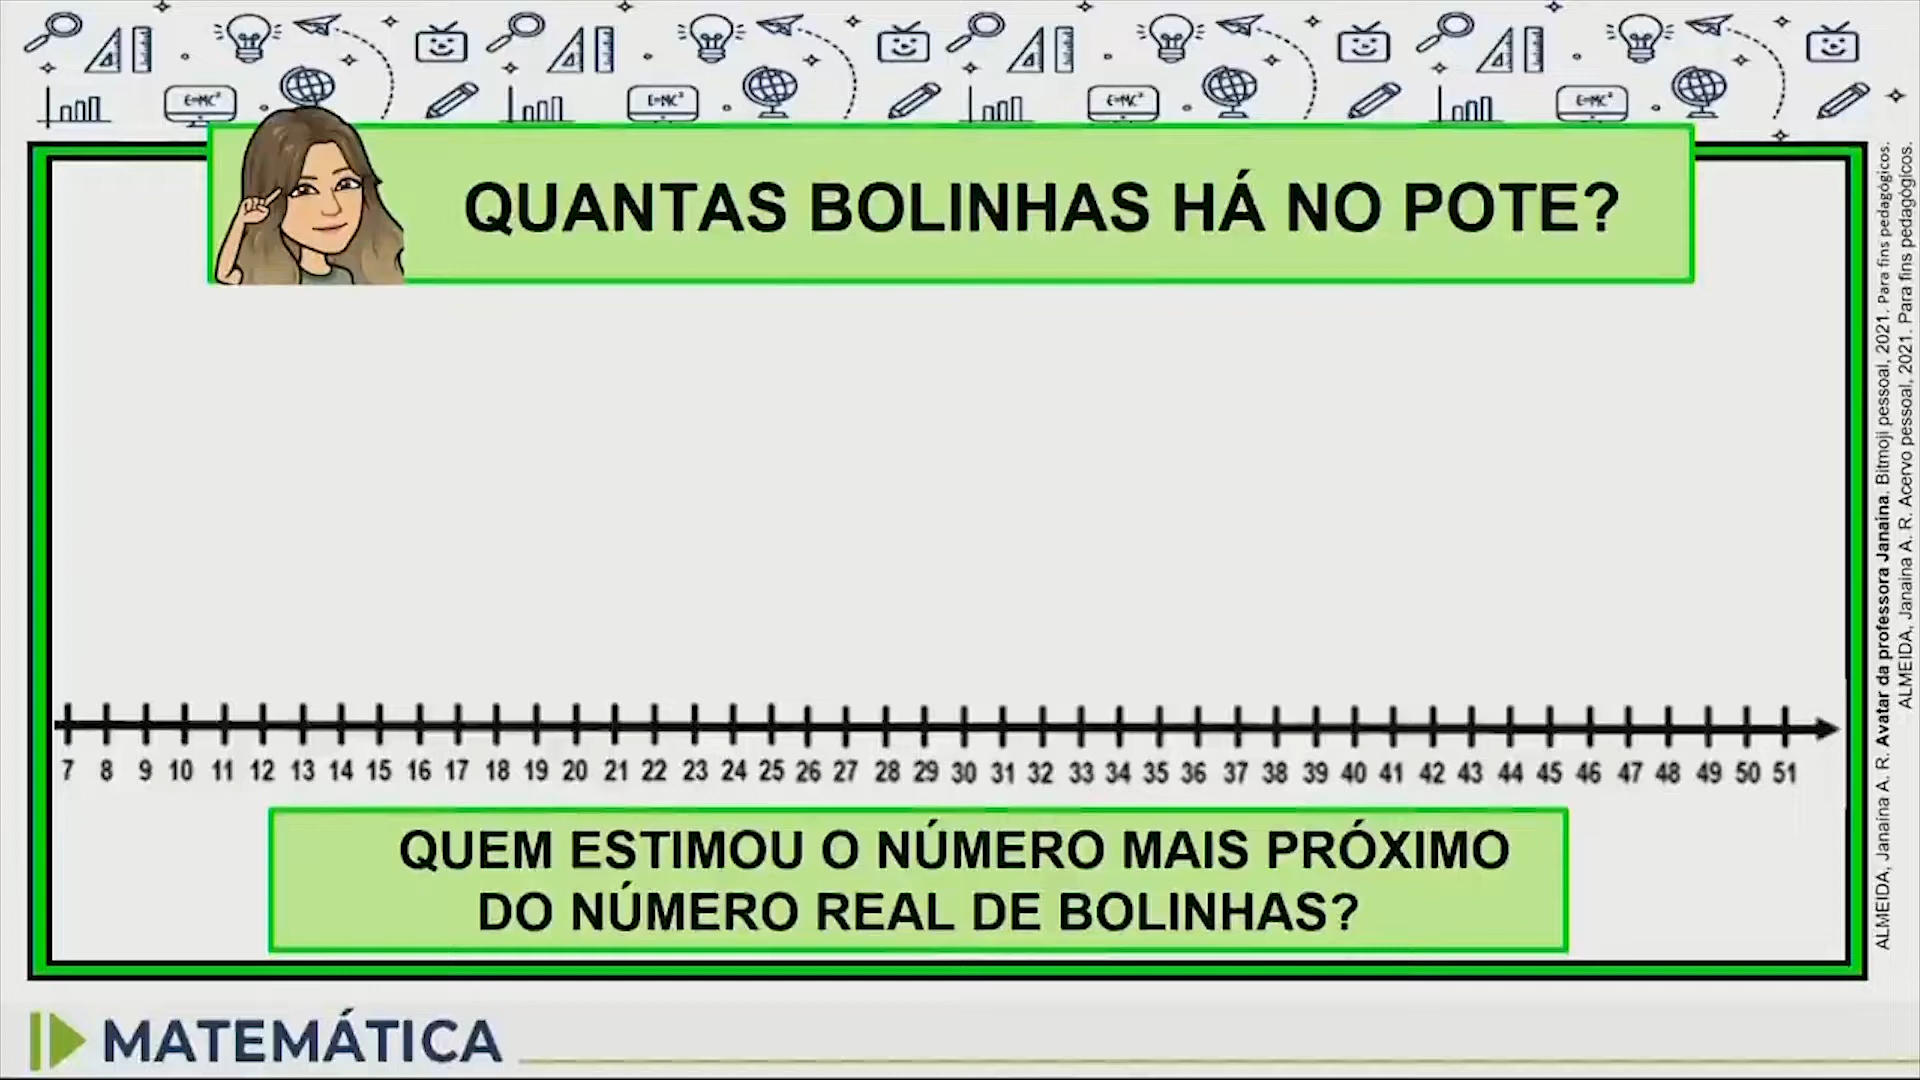 E=MC² E=MC² E=MC² E=MC²
QUANTAS BOLINHAS HÁ NO POTE?
7 8 9 10 11 12 13 14 15 16 17 18 19 20 21 22 23 24 25 26 27 28 29 30 31 32 33 34 35 36 37 38 39 40 41 42 43 44 45 46 47 48 49 50 51
QUEM ESTIMOU O NÚMERO MAIS PRÓXIMO
DO NÚMERO REAL DE BOLINHAS?
MATEMÁTICA
ALMEIDA, Janaina A. R. Avatar da professora Janaina. Bitmoji pessoal, 2021. Para fins pedagógicos.
ALMEIDA, Janaina A. R. Acervo pessoal, 2021. Para fins pedagógicos.